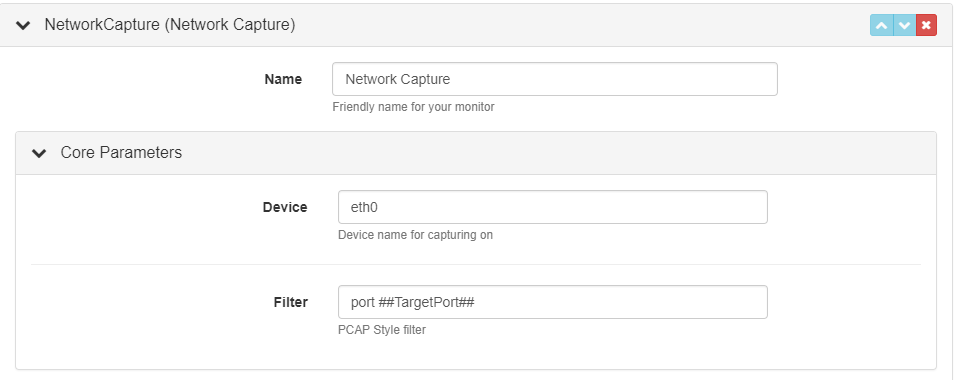 NetworkCapture (Network Capture)
Name Network Capture
Friendly name for your monitor
Core Parameters
Device eth0
Device name for capturing on
Filter port ##TargetPort##
PCAP Style filter